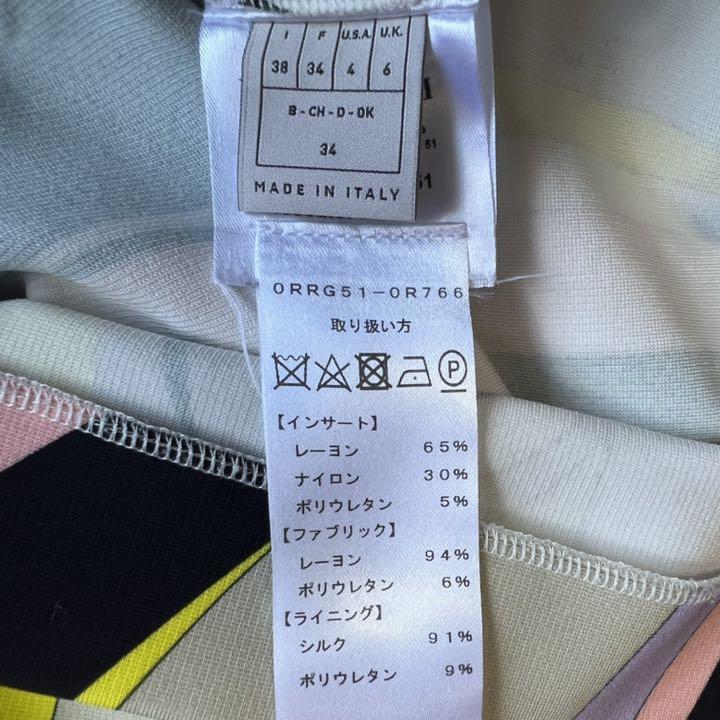 I F U.S.A. U.K.
38 34 4 6
B-CH-D-DK
34
MADE IN ITALY
61
51
ORRG51-0R766
取り扱い方
P
【インサート】
レーヨン 65%
ナイロン 30%
ポリウレタン 5%
【ファブリック】
レーヨン 94%
ポリウレタン 6%
【ライニング】
シルク 91%
ポリウレタン 9%